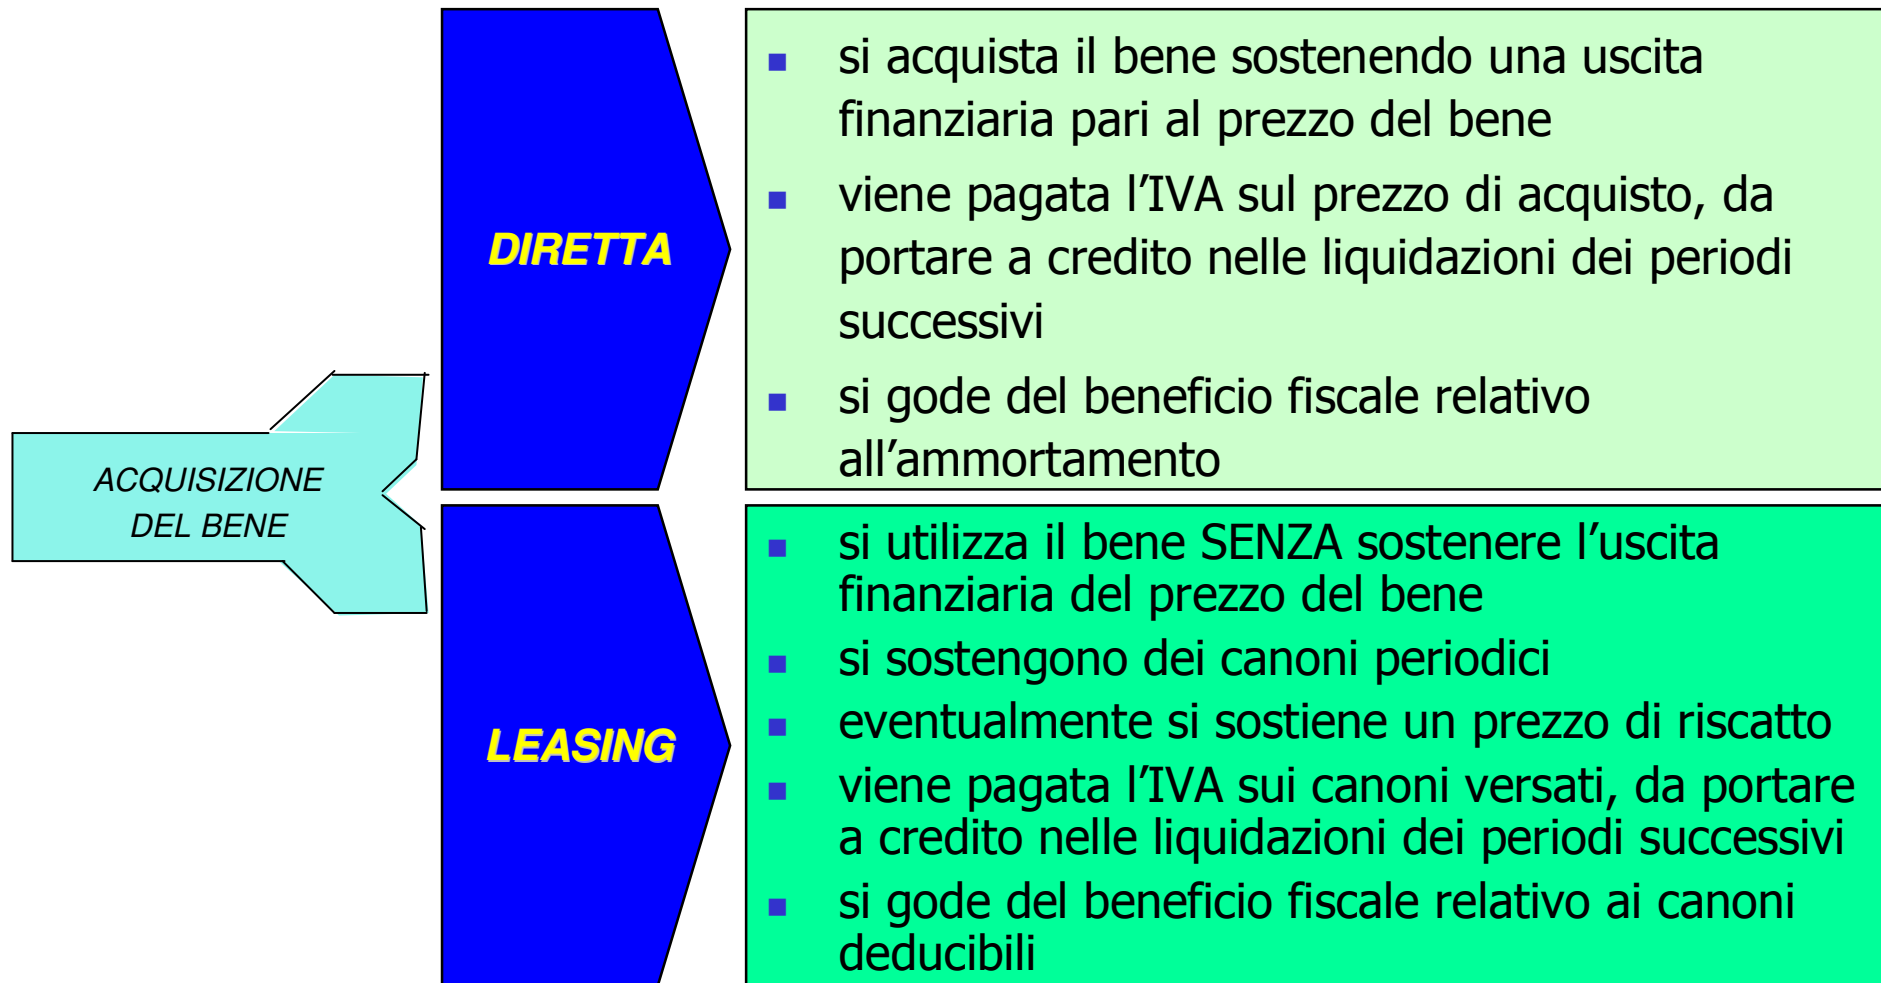 ACQUISIZIONE
DEL BENE
DIRETTA
▪ si acquista il bene sostenendo una uscita
finanziaria pari al prezzo del bene
▪ viene pagata l’IVA sul prezzo di acquisto, da
portare a credito nelle liquidazioni dei periodi
successivi
▪ si gode del beneficio fiscale relativo
all’ammortamento
LEASING
▪ si utilizza il bene SENZA sostenere l’uscita
finanziaria del prezzo del bene
▪ si sostengono dei canoni periodici
▪ eventualmente si sostiene un prezzo di riscatto
▪ viene pagata l’IVA sui canoni versati, da portare
a credito nelle liquidazioni dei periodi successivi
▪ si gode del beneficio fiscale relativo ai canoni
deducibili